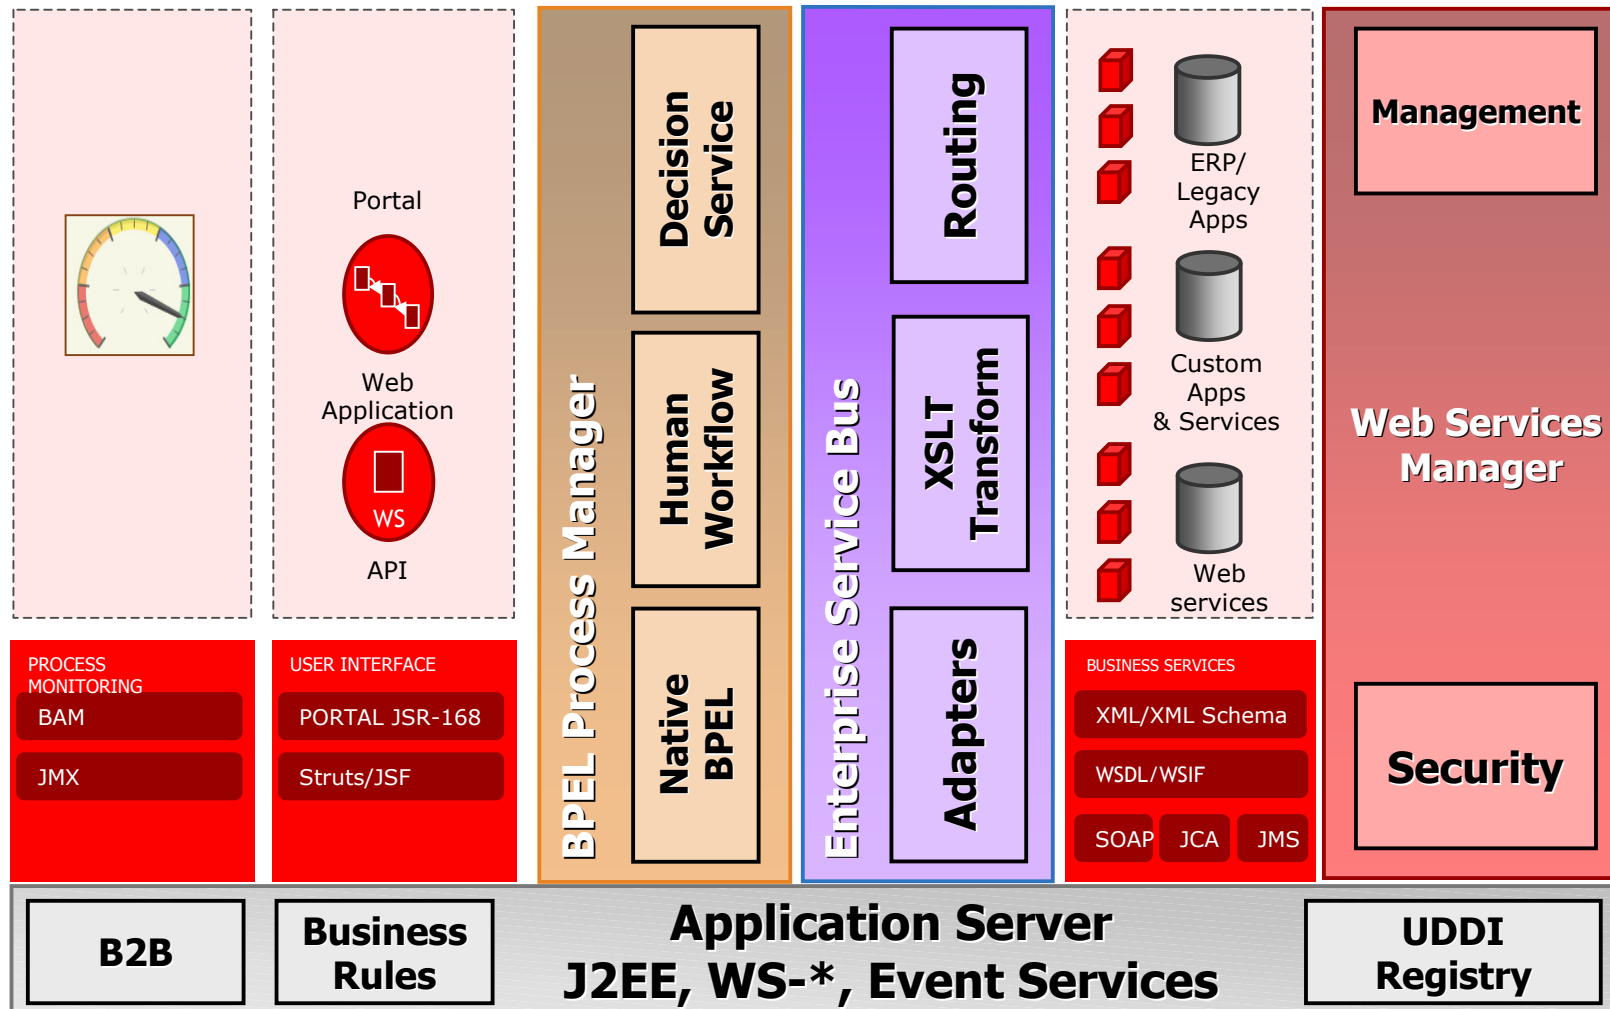 Portal
Web
Application
WS
API
PROCESS
MONITORING
BAM
JMX
USER INTERFACE
PORTAL JSR-168
Struts/JSF
BPEL Process Manager
Decision
Service
Human
Workflow
Native
BPEL
Enterprise Service Bus
Routing
XSLT
Transform
Adapters
ERP/
Legacy
Apps
Custom
Apps
& Services
Web
services
BUSINESS SERVICES
XML/XML Schema
WSDL/WSIF
SOAP
JCA
JMS
Management
Web Services
Manager
Security
B2B
Business
Rules
Application Server
J2EE, WS-*, Event Services
UDDI
Registry